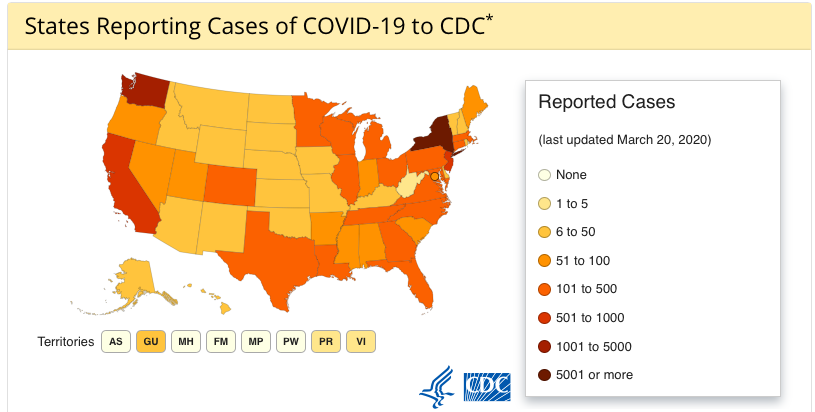 States Reporting Cases of COVID-19 to CDC*
Reported Cases
(last updated March 20, 2020)
None
1 to 5
6 to 50
51 to 100
101 to 500
501 to 1000
1001 to 5000
5001 or more
Territories AS GU MH FM MP PW PR VI
CDC